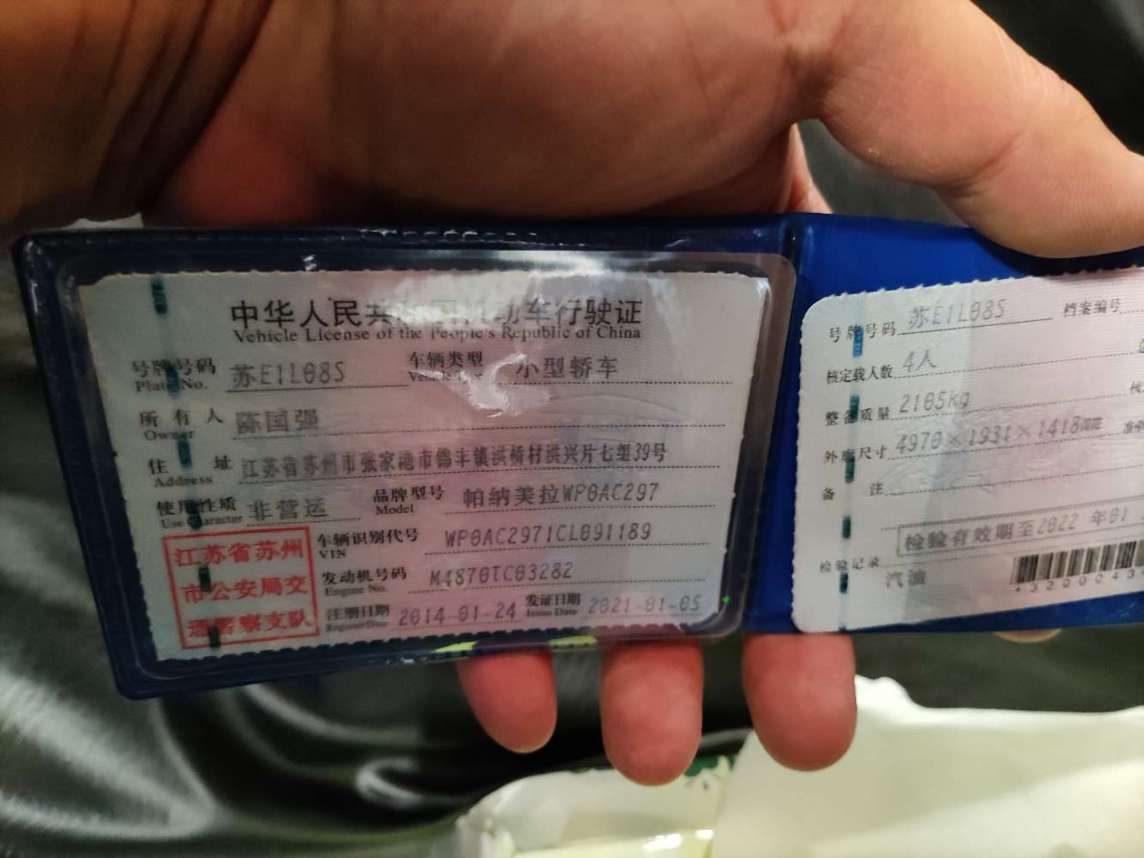 中华人民共和国机动车行驶证
Vehicle License of the People's Republic of China
号牌号码 苏E1L08S 车辆类型 小型轿车
Plate No. Vehicle Type
所有人 陈国强
Owner
住址 江苏省苏州市张家港市锦丰镇洪桥村洪兴片七组39号
Address
使用性质 非营运 品牌型号 帕纳美拉WP0AC297
Use Character Model
江苏省苏州
市公安局交
通警察支队
车辆识别代号 WP0AC2971CL091189
VIN
发动机号码 M4870TC03282
Engine No.
注册日期 2014-01-24 发证日期 2021-01-05
Register Date Issue Date
号牌号码 苏E1L08S 档案编号
核定载人数 4人
整备质量 2105Kg
外廓尺寸 4970×1931×1418mm
备注
检验有效期至2022年01
检验记录
汽油